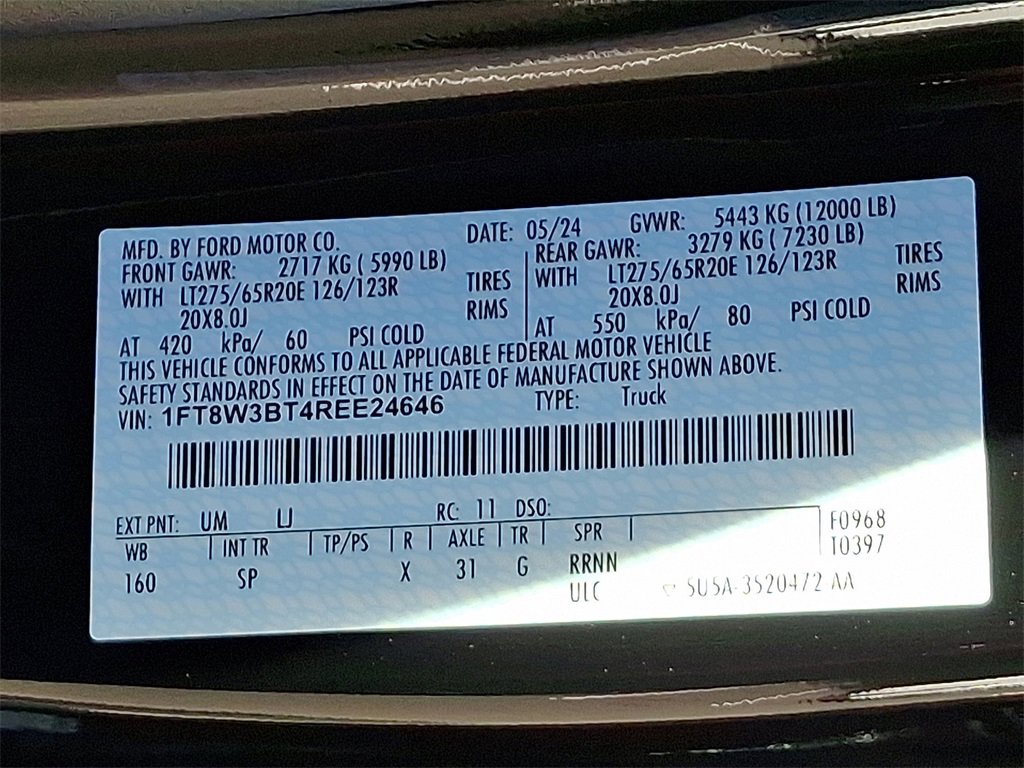 MFD. BY FORD MOTOR CO. DATE: 05/24 GVWR: 5443 KG (12000 LB)
FRONT GAWR: 2717 KG ( 5990 LB) REAR GAWR: 3279 KG ( 7230 LB)
WITH LT275/65R20E 126/123R TIRES WITH LT275/65R20E 126/123R TIRES
20X8.0J RIMS 20X8.0J RIMS
AT 420 kPa/ 60 PSI COLD AT 550 kPa/ 80 PSI COLD
THIS VEHICLE CONFORMS TO ALL APPLICABLE FEDERAL MOTOR VEHICLE
SAFETY STANDARDS IN EFFECT ON THE DATE OF MANUFACTURE SHOWN ABOVE.
VIN: 1FT8W3BT4REE24646 TYPE: Truck
EXT PNT: UM RC: 11 DSO:
WB INT TR TP/PS R AXLE TR SPR F0968
160 SP X 31 G RRNN T0397
ULC 5U5A-3520472 AA